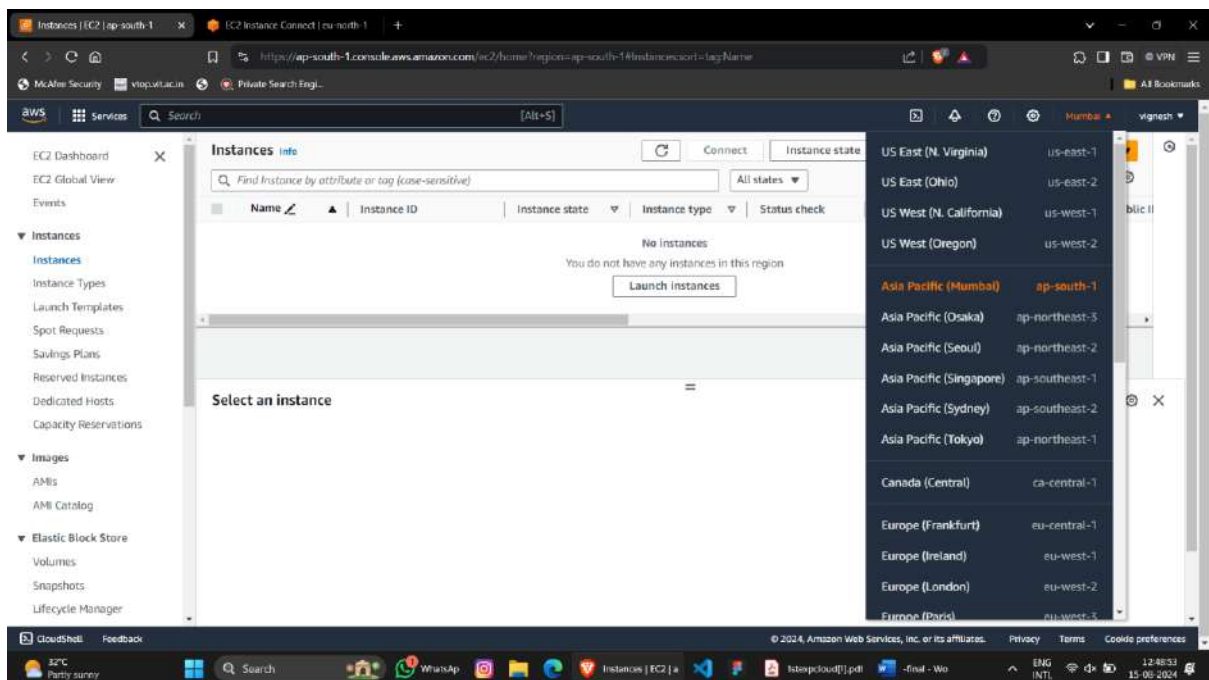 Instances | EC2 | ap-south-1
EC2 Instance Connect | eu-north-1
https://ap-south-1.console.aws.amazon.com/ec2/home?region=ap-south-1#Instances:sort=tag:Name
VPN
McAfee Security
vtop.vit.ac.in
Private Search Engi...
All Bookmarks
aws
Services
Search
[Alt+S]
Mumbai
vignesh
EC2 Dashboard
EC2 Global View
Events
Instances
Instances
Instance Types
Launch Templates
Spot Requests
Savings Plans
Reserved Instances
Dedicated Hosts
Capacity Reservations
Images
AMIs
AMI Catalog
Elastic Block Store
Volumes
Snapshots
Lifecycle Manager
Instances Info
Connect
Instance state
Find Instance by attribute or tag (case-sensitive)
All states
Name
Instance ID
Instance state
Instance type
Status check
No instances
You do not have any instances in this region
Launch instances
Select an instance
US East (N. Virginia) us-east-1
US East (Ohio) us-east-2
US West (N. California) us-west-1
US West (Oregon) us-west-2
Asia Pacific (Mumbai) ap-south-1
Asia Pacific (Osaka) ap-northeast-3
Asia Pacific (Seoul) ap-northeast-2
Asia Pacific (Singapore) ap-southeast-1
Asia Pacific (Sydney) ap-southeast-2
Asia Pacific (Tokyo) ap-northeast-1
Canada (Central) ca-central-1
Europe (Frankfurt) eu-central-1
Europe (Ireland) eu-west-1
Europe (London) eu-west-2
Europe (Paris) eu-west-3
CloudShell
Feedback
© 2024, Amazon Web Services, Inc. or its affiliates.
Privacy
Terms
Cookie preferences
32°C
Partly sunny
Search
WhatsAp
Instances | EC2 | a
1stexpcloud[1].pdf
-final - Wo
ENG
INTL
12:48:53
15-08-2024